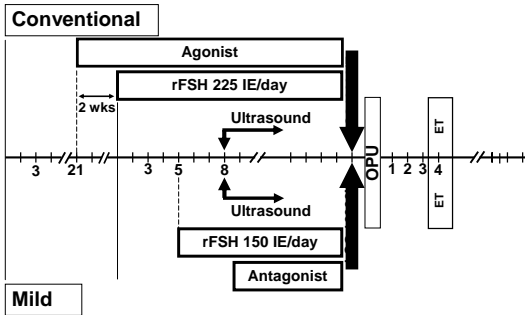 Conventional
Agonist
rFSH 225 IE/day
2 wks
Ultrasound
3 21 3 5 8 OPU 1 2 3 4
ET
ET
Ultrasound
rFSH 150 IE/day
Antagonist
Mild